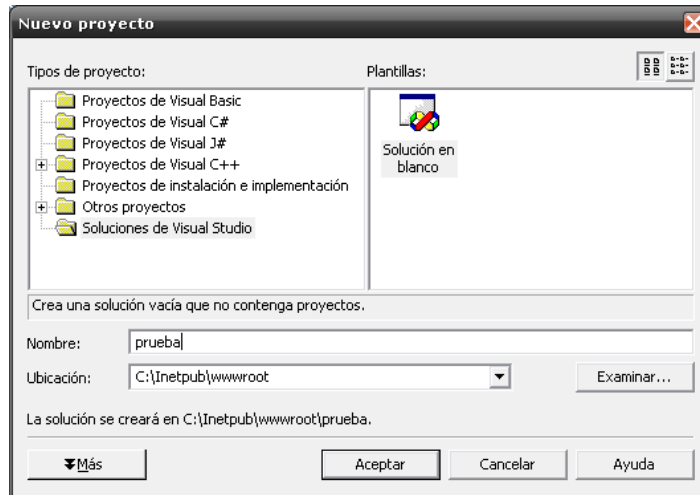 Nuevo proyecto
Tipos de proyecto:
Plantillas:
Proyectos de Visual Basic
Proyectos de Visual C#
Proyectos de Visual J#
Proyectos de Visual C++
Proyectos de instalación e implementación
Otros proyectos
Soluciones de Visual Studio
Solución en
blanco
Crea una solución vacía que no contenga proyectos.
Nombre:
prueba
Ubicación:
C:\Inetpub\wwwroot
Examinar...
La solución se creará en C:\Inetpub\wwwroot\prueba.
Más
Aceptar
Cancelar
Ayuda